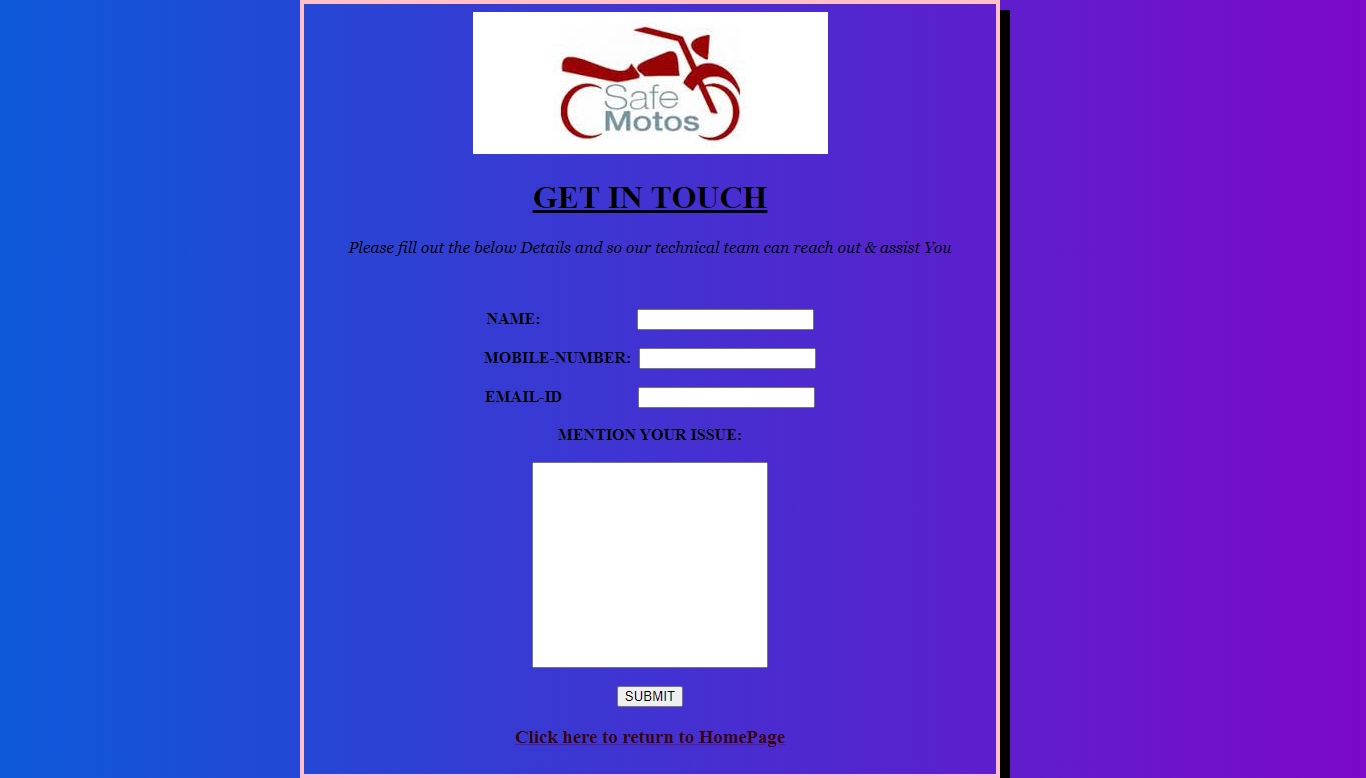 Safe
Motos
GET IN TOUCH
Please fill out the below Details and so our technical team can reach out & assist You
NAME:
MOBILE-NUMBER:
EMAIL-ID
MENTION YOUR ISSUE:
SUBMIT
Click here to return to HomePage